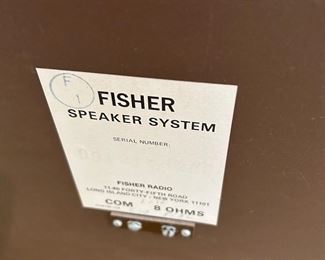 F
1
FISHER
SPEAKER SYSTEM
SERIAL NUMBER:
FISHER RADIO
11-40 FORTY-FIFTH ROAD
LONG ISLAND CITY / NEW YORK 11101
COM 8 OHMS